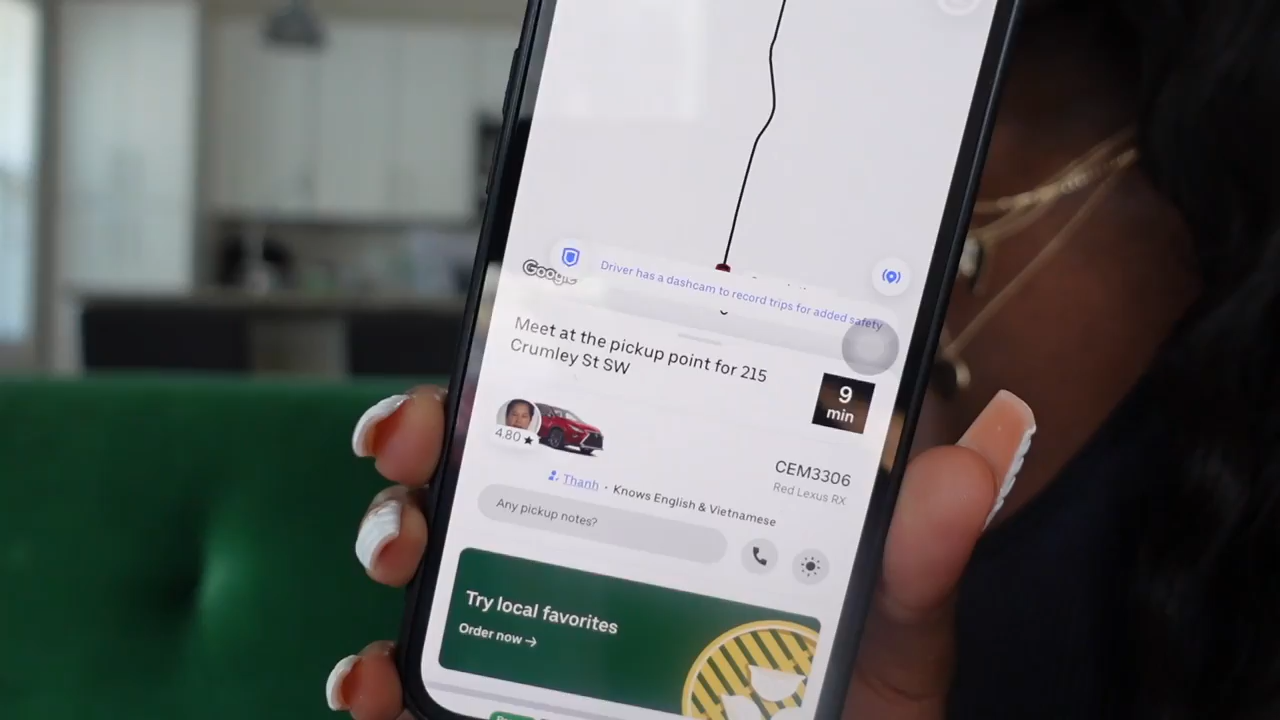 Google
Driver has a dashcam to record trips for added safety
Meet at the pickup point for 215
Crumley St SW
9
min
4.80 ★
CEM3306
Red Lexus RX
Thanh · Knows English & Vietnamese
Any pickup notes?
Try local favorites
Order now →